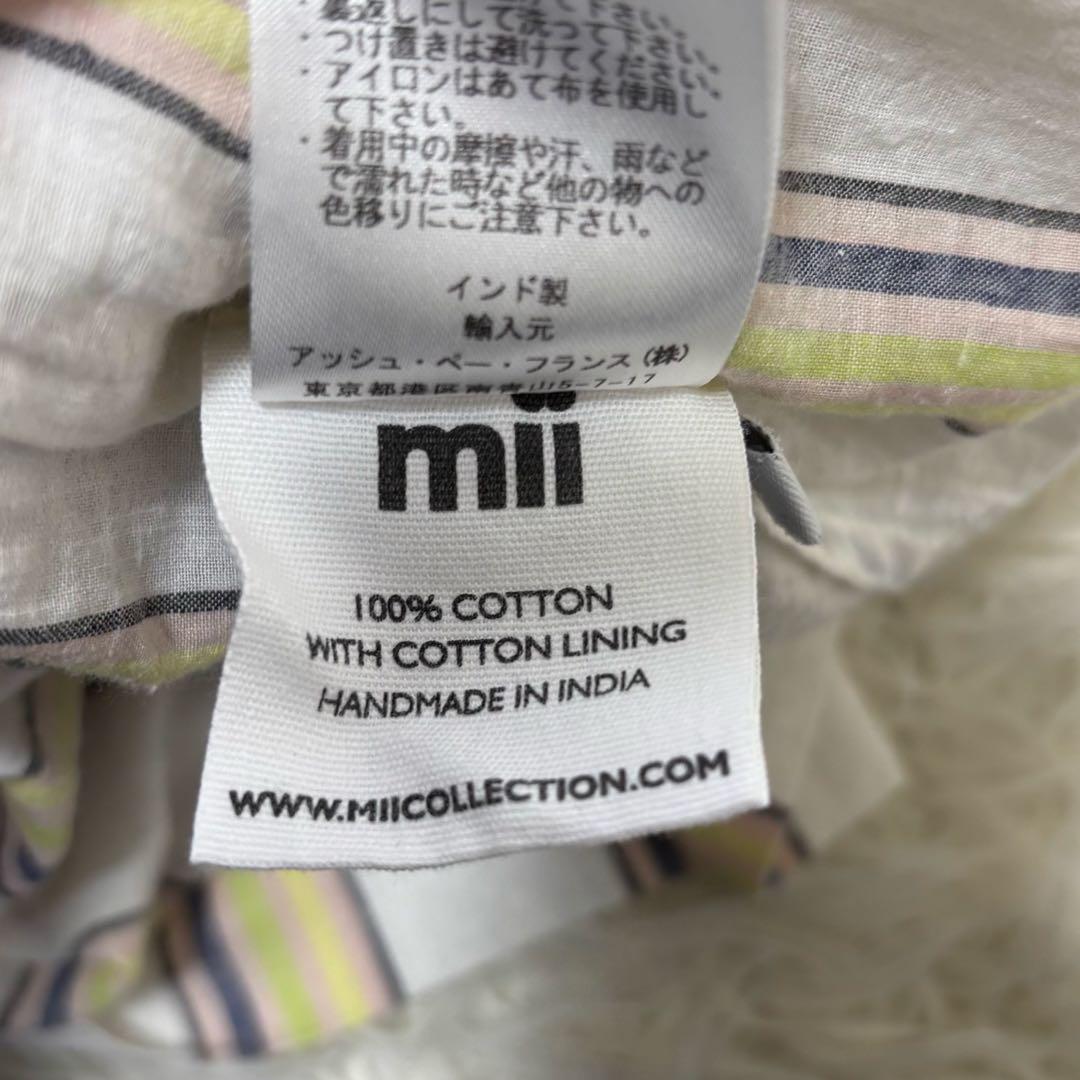 ・裏返しにして洗って下さい。
・つけ置きは避けてください。
・アイロンはあて布を使用し
て下さい。
・着用中の摩擦や汗、雨など
で濡れた時など他の物への
色移りにご注意下さい。
インド製
輸入元
アッシュ・ペー・フランス(株)
東京都港区南青山5-7-17
mii
100% COTTON
WITH COTTON LINING
HANDMADE IN INDIA
WWW.MIICOLLECTION.COM